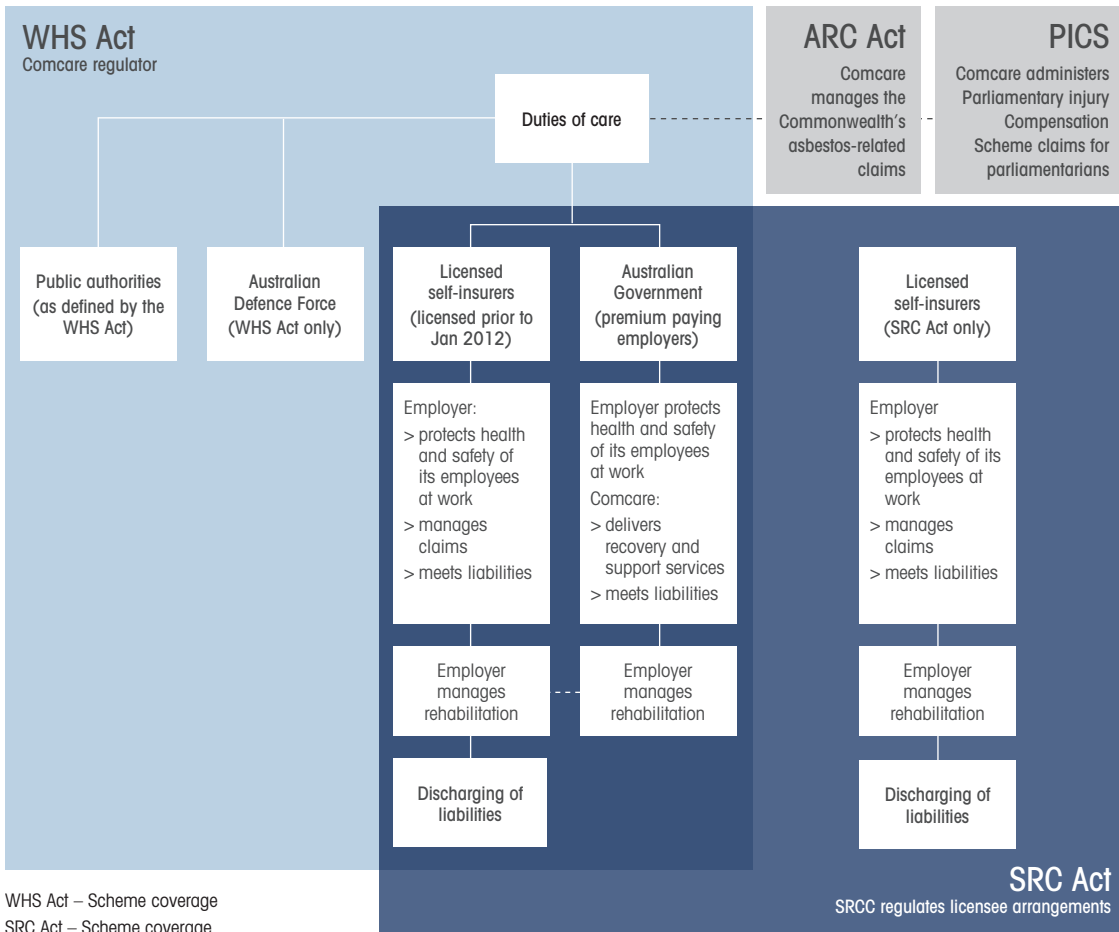 WHS Act
Comcare regulator
ARC Act
Comcare
manages the
Commonwealth's
asbestos-related
claims
PICS
Comcare administers
Parliamentary injury
Compensation
Scheme claims for
parliamentarians
Duties of care
Public authorities
(as defined by the
WHS Act)
Australian
Defence Force
(WHS Act only)
Licensed
self-insurers
(licensed prior to
Jan 2012)
Australian
Government
(premium paying
employers)
Licensed
self-insurers
(SRC Act only)
Employer:
> protects health
and safety of
its employees
at work
> manages
claims
> meets liabilities
Employer protects
health and safety
of its employees
at work
Comcare:
> delivers
recovery and
support services
> meets liabilities
Employer
> protects health
and safety of its
employees at
work
> manages
claims
> meets liabilities
Employer
manages
rehabilitation
Employer
manages
rehabilitation
Employer
manages
rehabilitation
Discharging of
liabilities
Discharging of
liabilities
SRC Act
SRCC regulates licensee arrangements
WHS Act – Scheme coverage
SRC Act – Scheme coverage